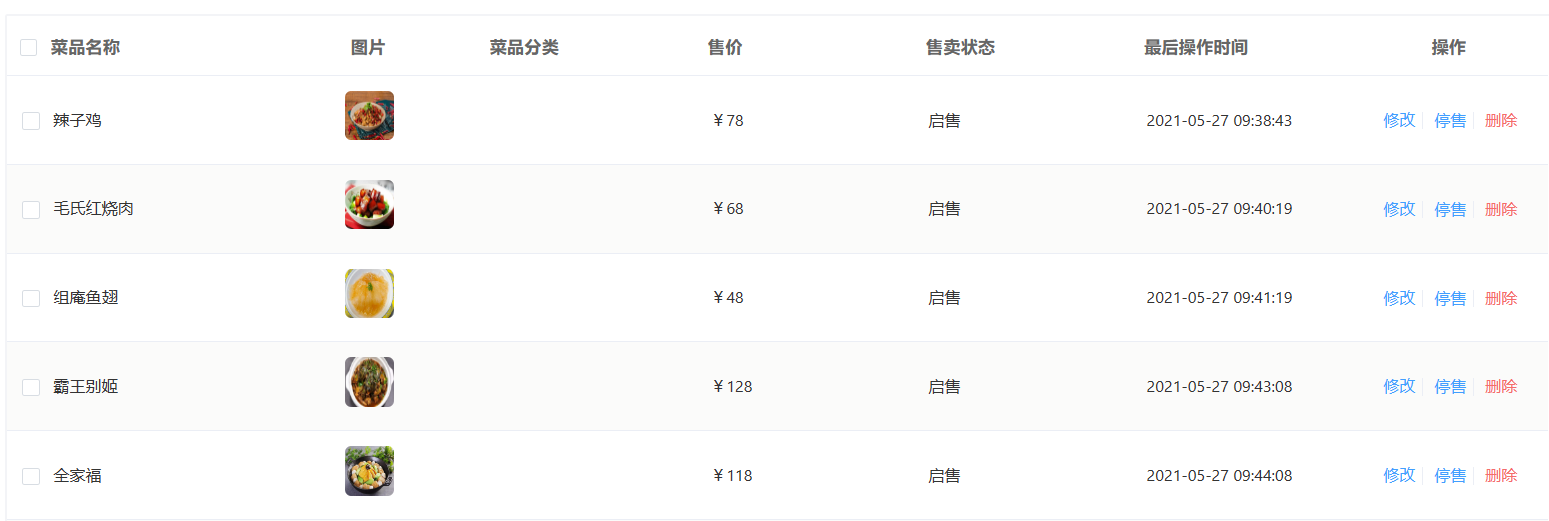 菜品名称 图片 菜品分类 售价 售卖状态 最后操作时间 操作
辣子鸡 ￥78 启售 2021-05-27 09:38:43 修改 停售 删除
毛氏红烧肉 ￥68 启售 2021-05-27 09:40:19 修改 停售 删除
组庵鱼翅 ￥48 启售 2021-05-27 09:41:19 修改 停售 删除
霸王别姬 ￥128 启售 2021-05-27 09:43:08 修改 停售 删除
全家福 ￥118 启售 2021-05-27 09:44:08 修改 停售 删除